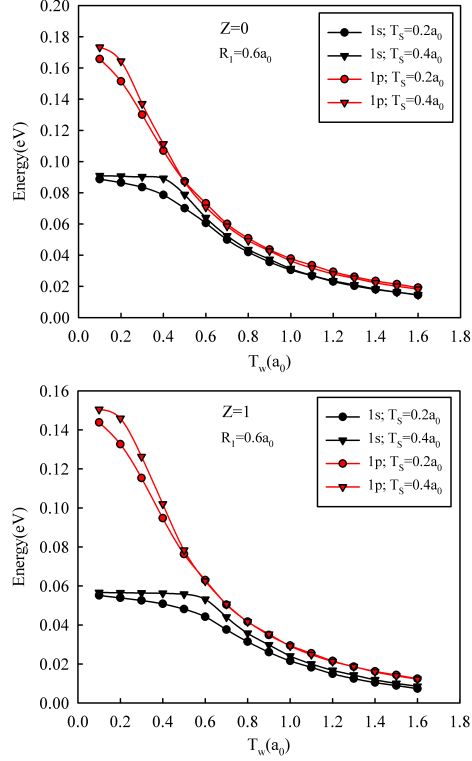 0.20
0.18
0.16
0.14
0.12
0.10
0.08
0.06
0.04
0.02
0.00
Energy(eV)
Z=0
R₁=0.6a₀
1s; Tₛ=0.2a₀
1s; Tₛ=0.4a₀
1p; Tₛ=0.2a₀
1p; Tₛ=0.4a₀
0.0 0.2 0.4 0.6 0.8 1.0 1.2 1.4 1.6 1.8
T_w(a₀)
0.16
0.14
0.12
0.10
0.08
0.06
0.04
0.02
0.00
Energy(eV)
Z=1
R₁=0.6a₀
1s; Tₛ=0.2a₀
1s; Tₛ=0.4a₀
1p; Tₛ=0.2a₀
1p; Tₛ=0.4a₀
0.0 0.2 0.4 0.6 0.8 1.0 1.2 1.4 1.6 1.8
T_w(a₀)